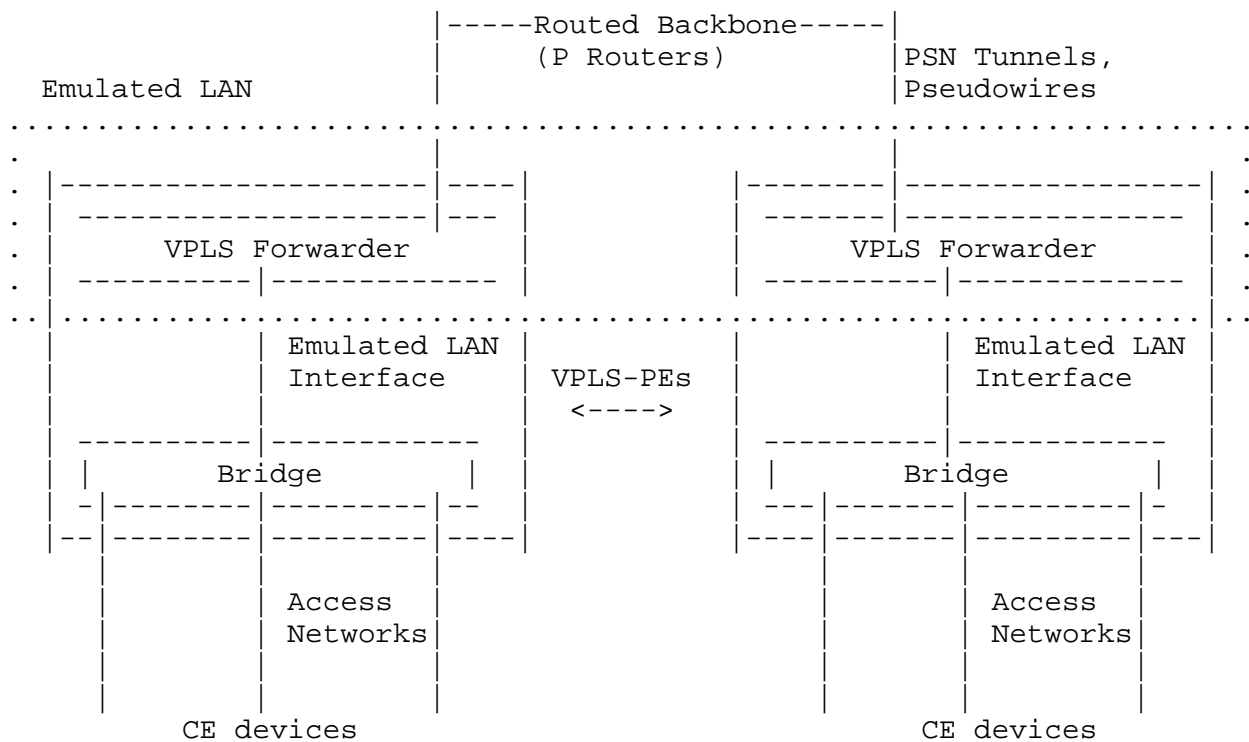 Routed Backbone
(P Routers) PSN Tunnels,
Emulated LAN Pseudowires
VPLS Forwarder VPLS Forwarder
Emulated LAN Emulated LAN
Interface VPLS-PEs Interface
<---->
Bridge Bridge
Access Access
Networks Networks
CE devices CE devices